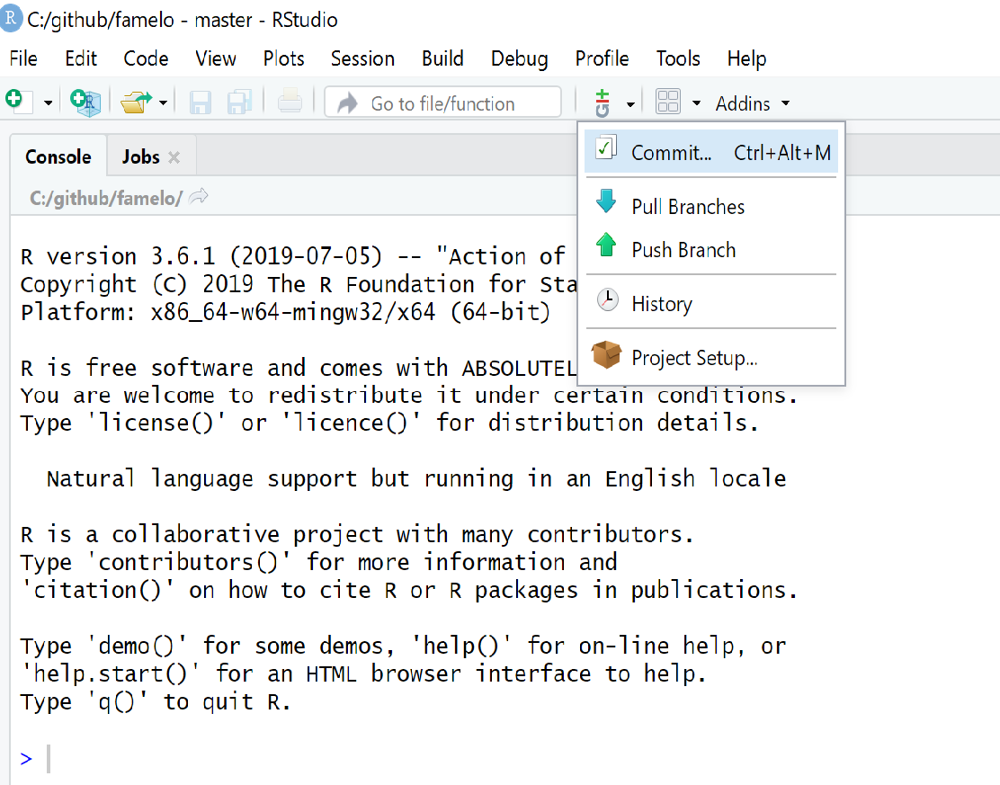 R C:/github/famelo - master - RStudio
File Edit Code View Plots Session Build Debug Profile Tools Help
R Go to file/function Git Addins
Console Jobs
C:/github/famelo/
Commit... Ctrl+Alt+M
Pull Branches
Push Branch
History
Project Setup...
R version 3.6.1 (2019-07-05) -- "Action of
Copyright (C) 2019 The R Foundation for Sta
Platform: x86_64-w64-mingw32/x64 (64-bit)
R is free software and comes with ABSOLUTEL
You are welcome to redistribute it under certain conditions.
Type 'license()' or 'licence()' for distribution details.
Natural language support but running in an English locale
R is a collaborative project with many contributors.
Type 'contributors()' for more information and
'citation()' on how to cite R or R packages in publications.
Type 'demo()' for some demos, 'help()' for on-line help, or
'help.start()' for an HTML browser interface to help.
Type 'q()' to quit R.
>